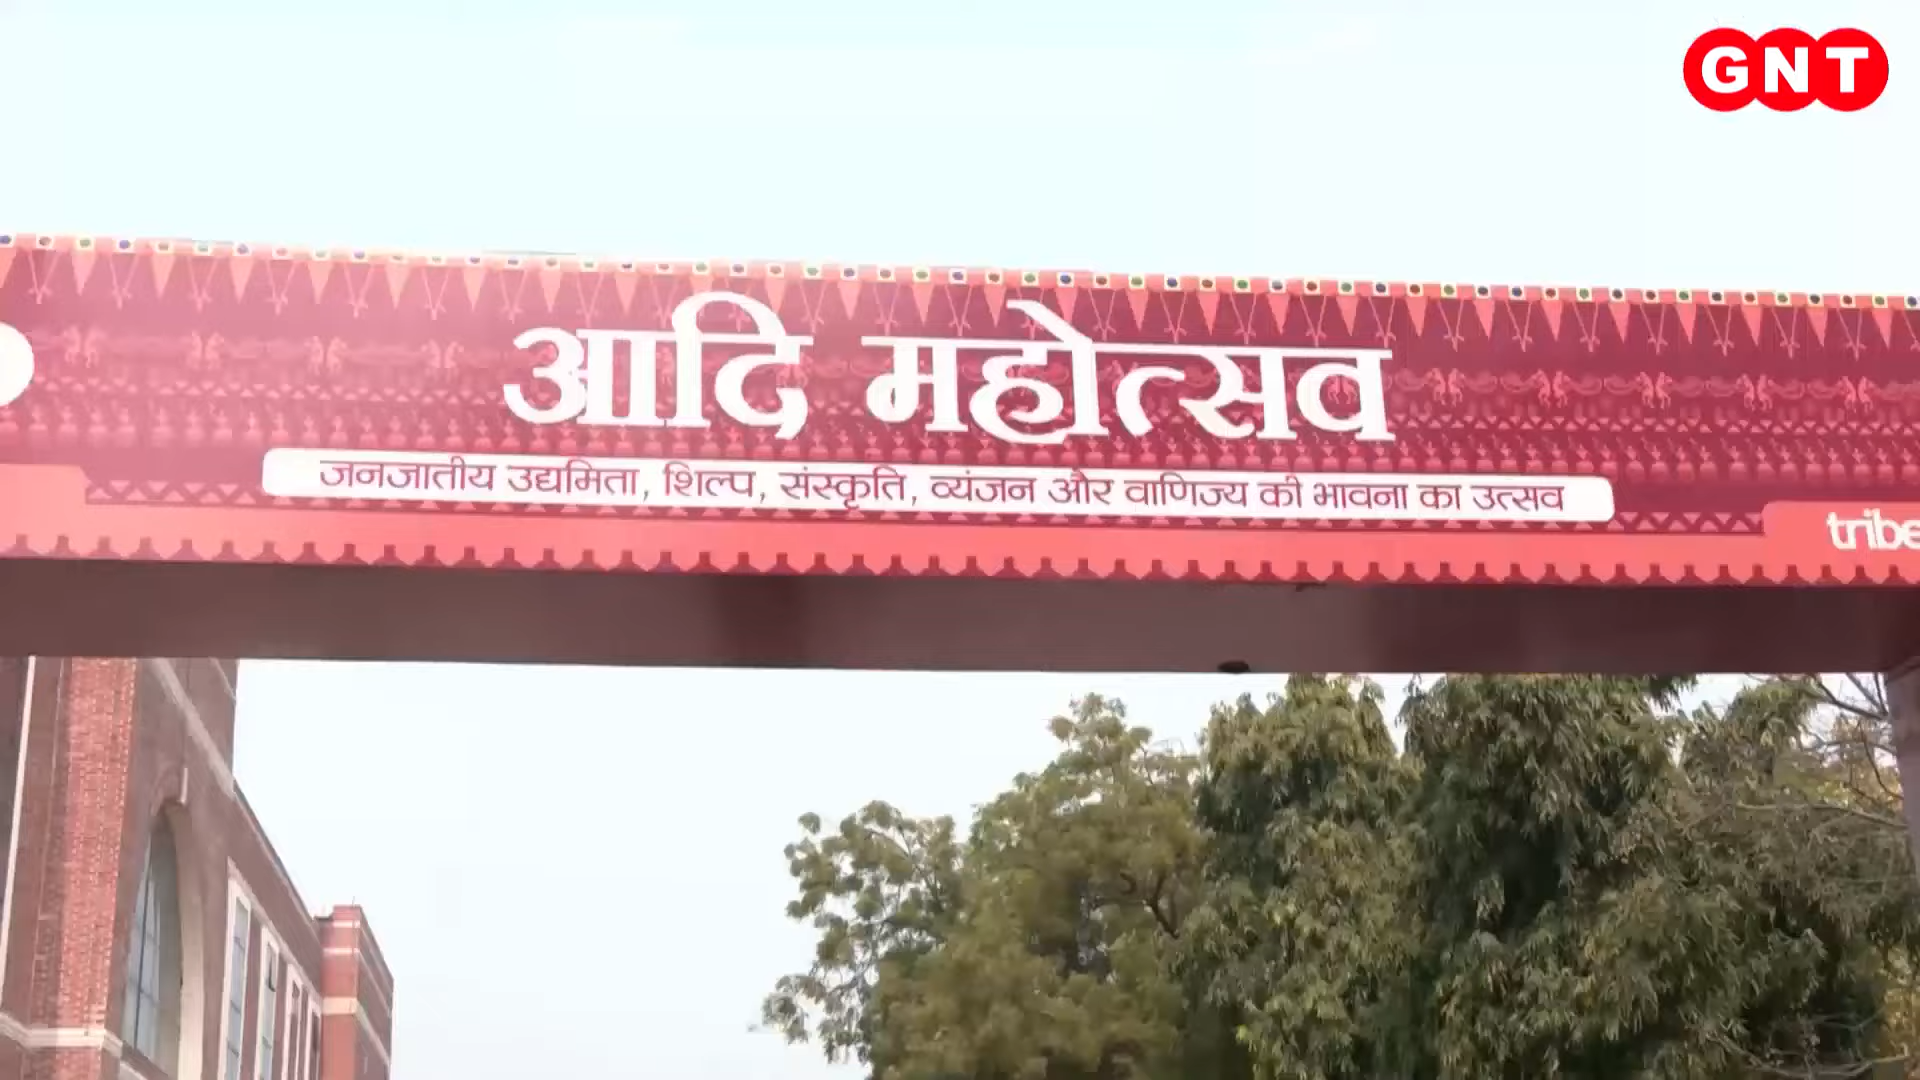 GNT
आदि महोत्सव
जनजातीय उद्यमिता, शिल्प, संस्कृति, व्यंजन और वाणिज्य की भावना का उत्सव
tribe